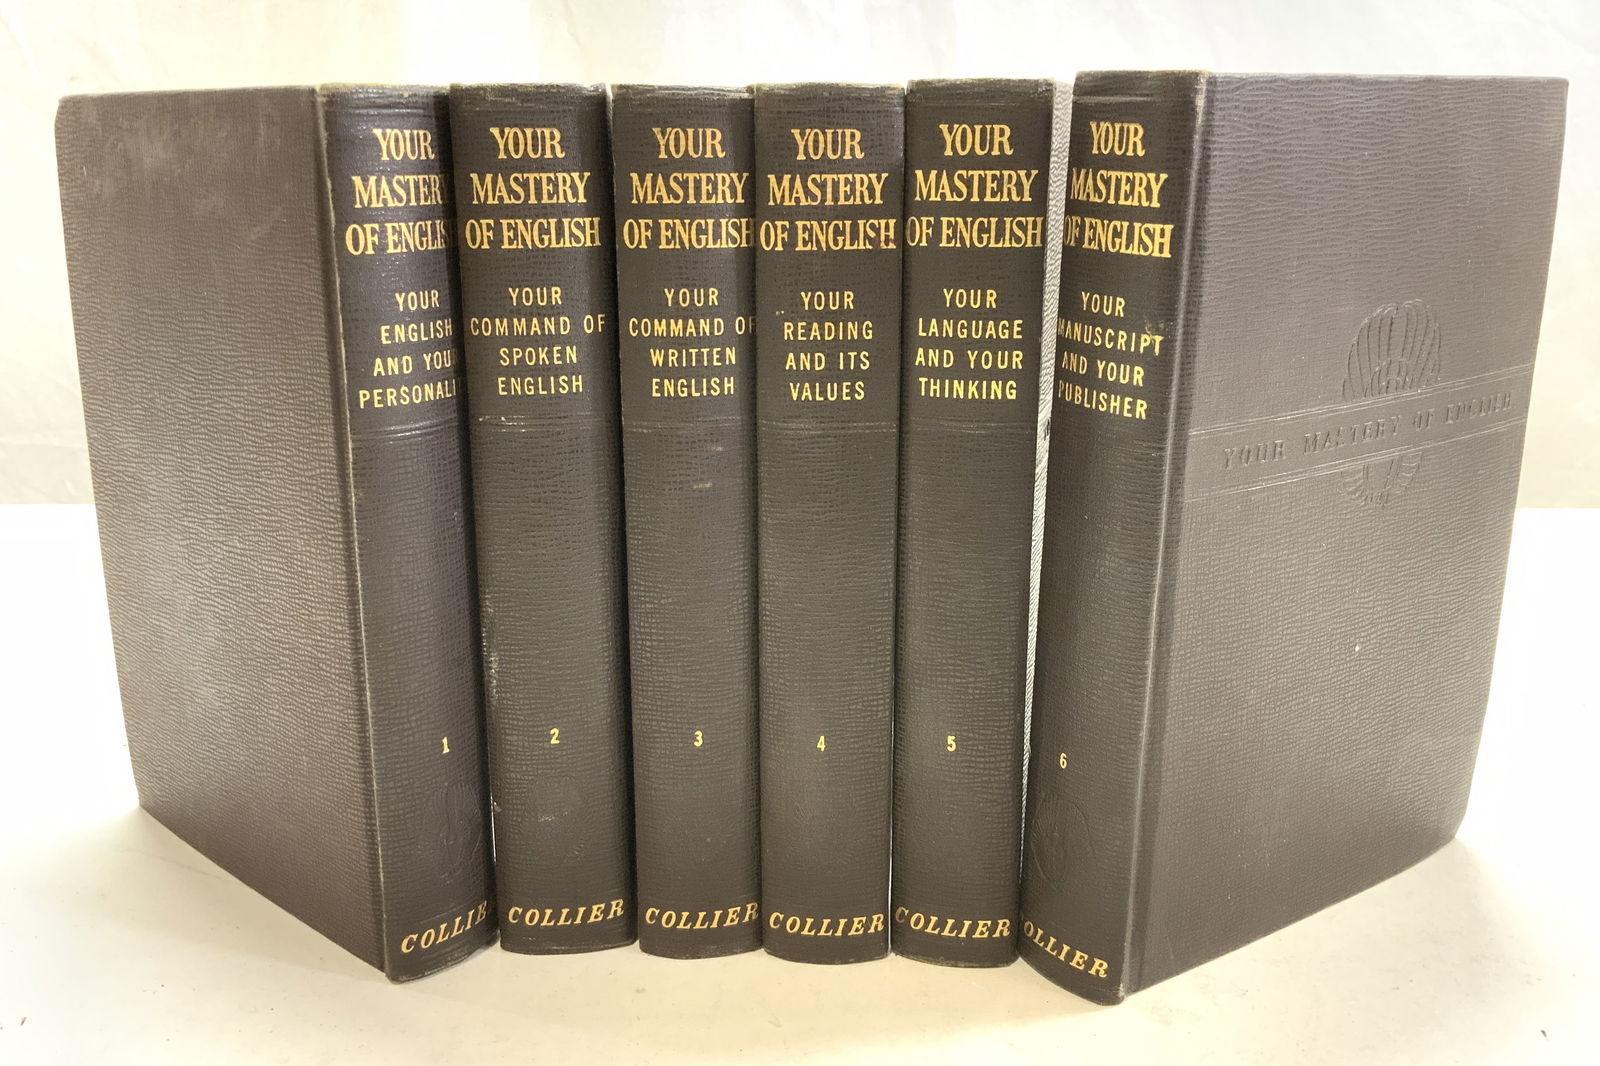 YOUR
MASTERY
OF ENGLISH
YOUR
ENGLISH
AND YOUR
PERSONALI
1
COLLIE
YOUR
MASTERY
OF ENGLISH
YOUR
COMMAND OF
SPOKEN
ENGLISH
2
COLLIER
YOUR
MASTERY
OF ENGLISH
YOUR
COMMAND OF
WRITTEN
ENGLISH
3
COLLIER
YOUR
MASTERY
OF ENGLISH
YOUR
READING
AND ITS
VALUES
4
COLLIER
YOUR
MASTERY
OF ENGLISH
YOUR
LANGUAGE
AND YOUR
THINKING
5
COLLIER
YOUR
MASTERY
OF ENGLISH
YOUR
MANUSCRIPT
AND YOUR
PUBLISHER
6
OLLIER
YOUR MASTERY OF ENGLISH